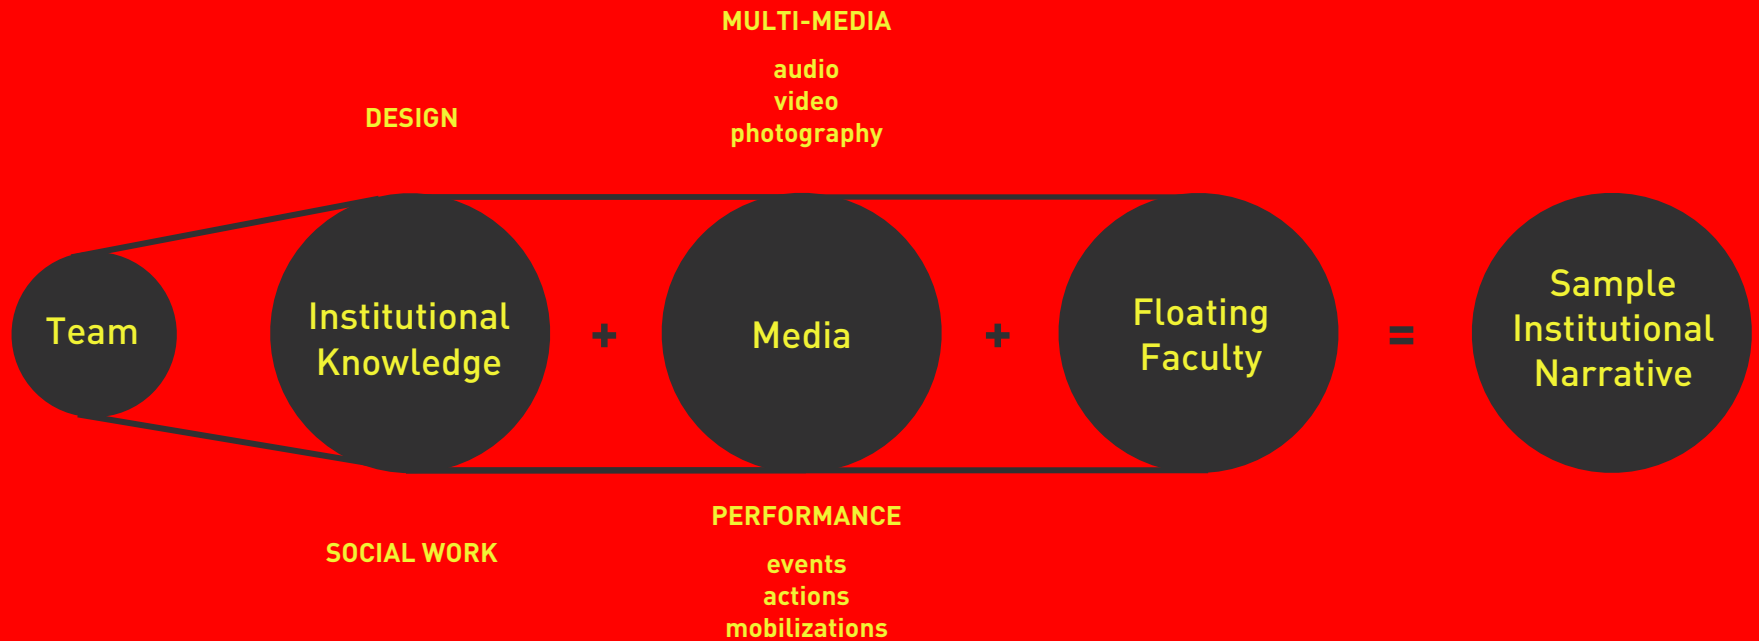 MULTI-MEDIA
audio
video
photography
DESIGN
Team
Institutional
Knowledge
+
Media
+
Floating
Faculty
=
Sample
Institutional
Narrative
SOCIAL WORK
PERFORMANCE
events
actions
mobilizations